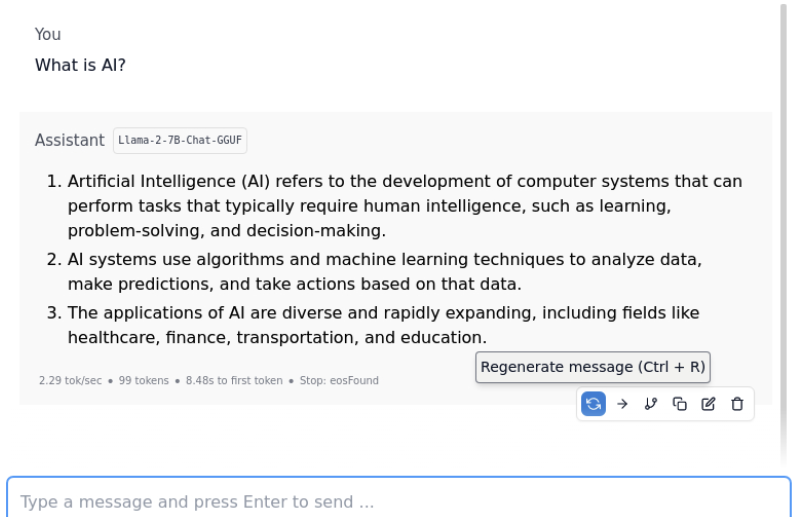 You
What is AI?
Assistant Llama-2-7B-Chat-GGUF
1. Artificial Intelligence (AI) refers to the development of computer systems that can
perform tasks that typically require human intelligence, such as learning,
problem-solving, and decision-making.
2. AI systems use algorithms and machine learning techniques to analyze data,
make predictions, and take actions based on that data.
3. The applications of AI are diverse and rapidly expanding, including fields like
healthcare, finance, transportation, and education.
Regenerate message (Ctrl + R)
2.29 tok/sec • 99 tokens • 8.48s to first token • Stop: eosFound
Type a message and press Enter to send ...